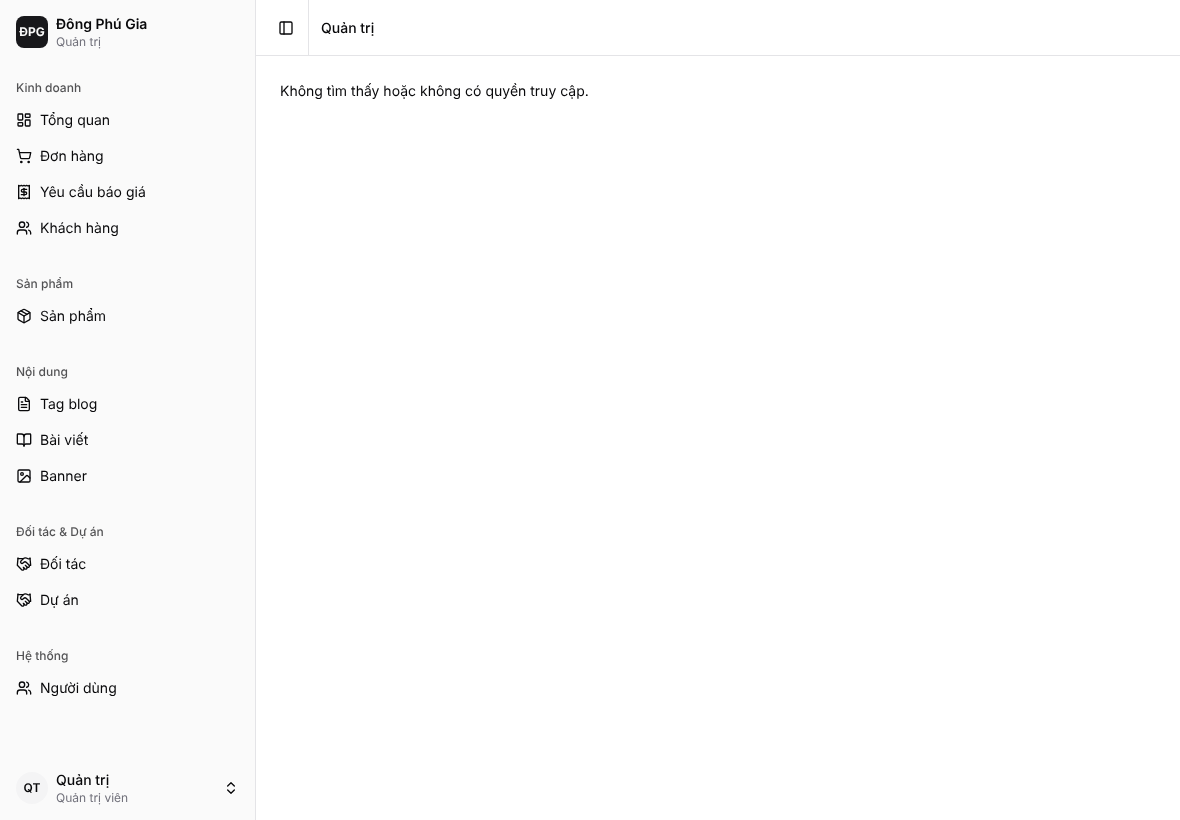 ĐPG
Đông Phú Gia
Quản trị
Kinh doanh
Tổng quan
Đơn hàng
Yêu cầu báo giá
Khách hàng
Sản phẩm
Sản phẩm
Nội dung
Tag blog
Bài viết
Banner
Đối tác & Dự án
Đối tác
Dự án
Hệ thống
Người dùng
QT
Quản trị
Quản trị viên
Quản trị
Không tìm thấy hoặc không có quyền truy cập.